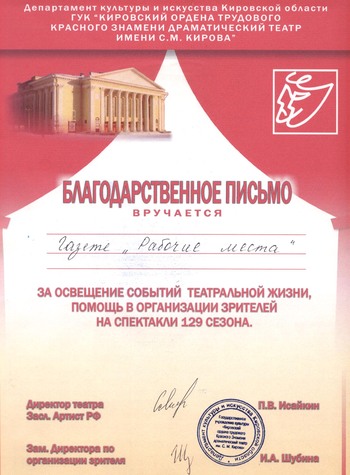 Департамент культуры и искусства Кировской области
ГУК "КИРОВСКИЙ ОРДЕНА ТРУДОВОГО
КРАСНОГО ЗНАМЕНИ ДРАМАТИЧЕСКИЙ ТЕАТР
ИМЕНИ С.М. КИРОВА"
БЛАГОДАРСТВЕННОЕ ПИСЬМО
ВРУЧАЕТСЯ
Газете „Рабочие места"
ЗА ОСВЕЩЕНИЕ СОБЫТИЙ ТЕАТРАЛЬНОЙ ЖИЗНИ,
ПОМОЩЬ В ОРГАНИЗАЦИИ ЗРИТЕЛЕЙ
НА СПЕКТАКЛИ 129 СЕЗОНА.
Директор театра
Засл. Артист РФ
П.В. Исайкин
Зам. Директора по
организации зрителя
И.А. Шубина